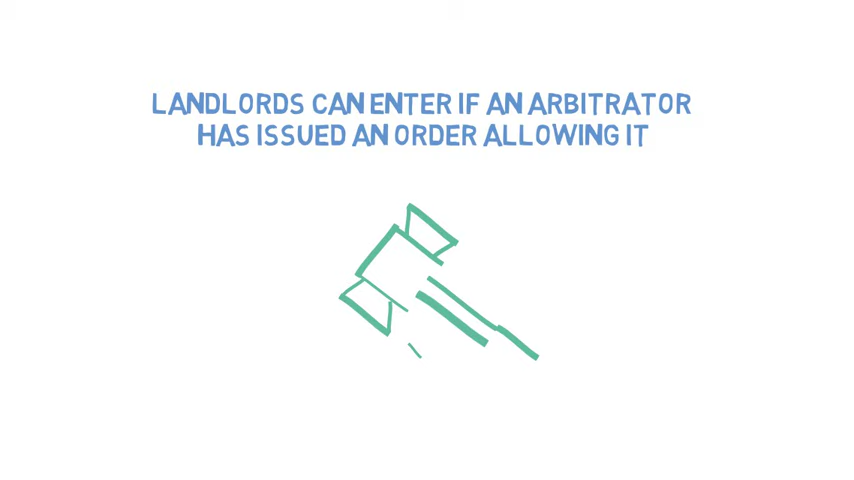 LANDLORDS CAN ENTER IF AN ARBITRATOR
HAS ISSUED AN ORDER ALLOWING IT